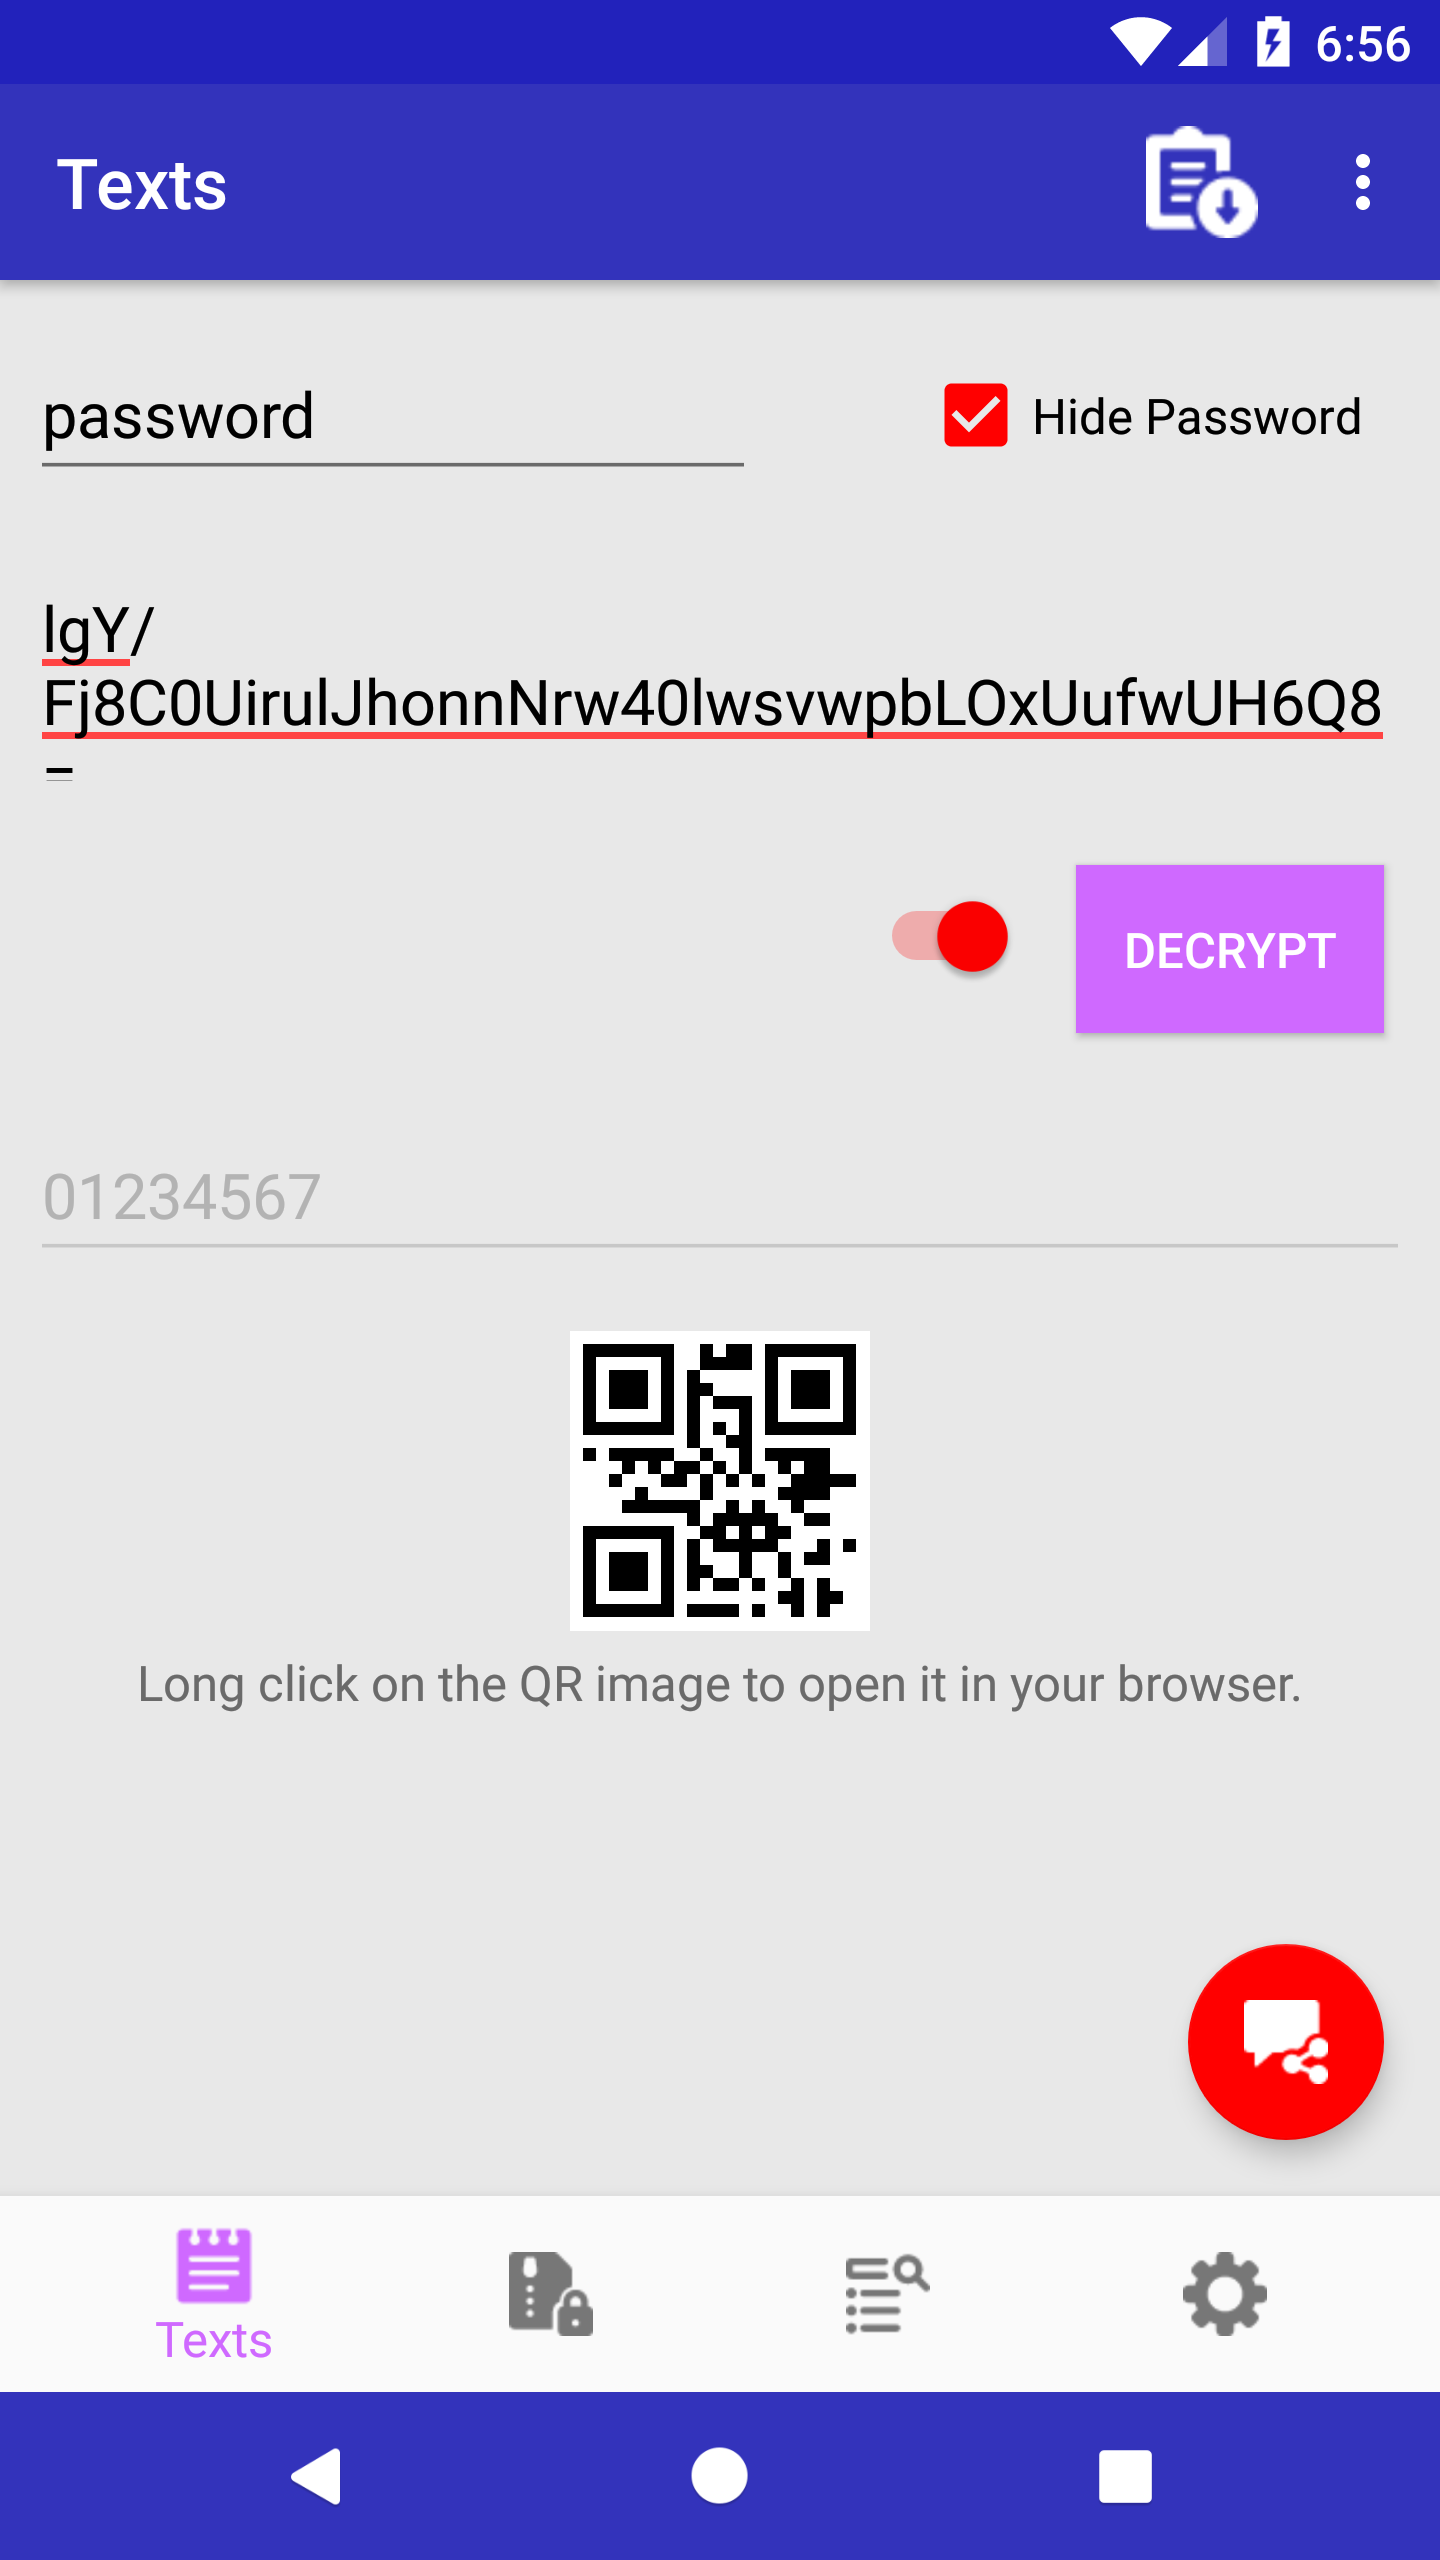 6:56
Texts
password
Hide Password
lgY/
Fj8C0UirulJhonnNrw40lwsvwpbLOxUufwUH6Q8
=
DECRYPT
01234567
Long click on the QR image to open it in your browser.
Texts